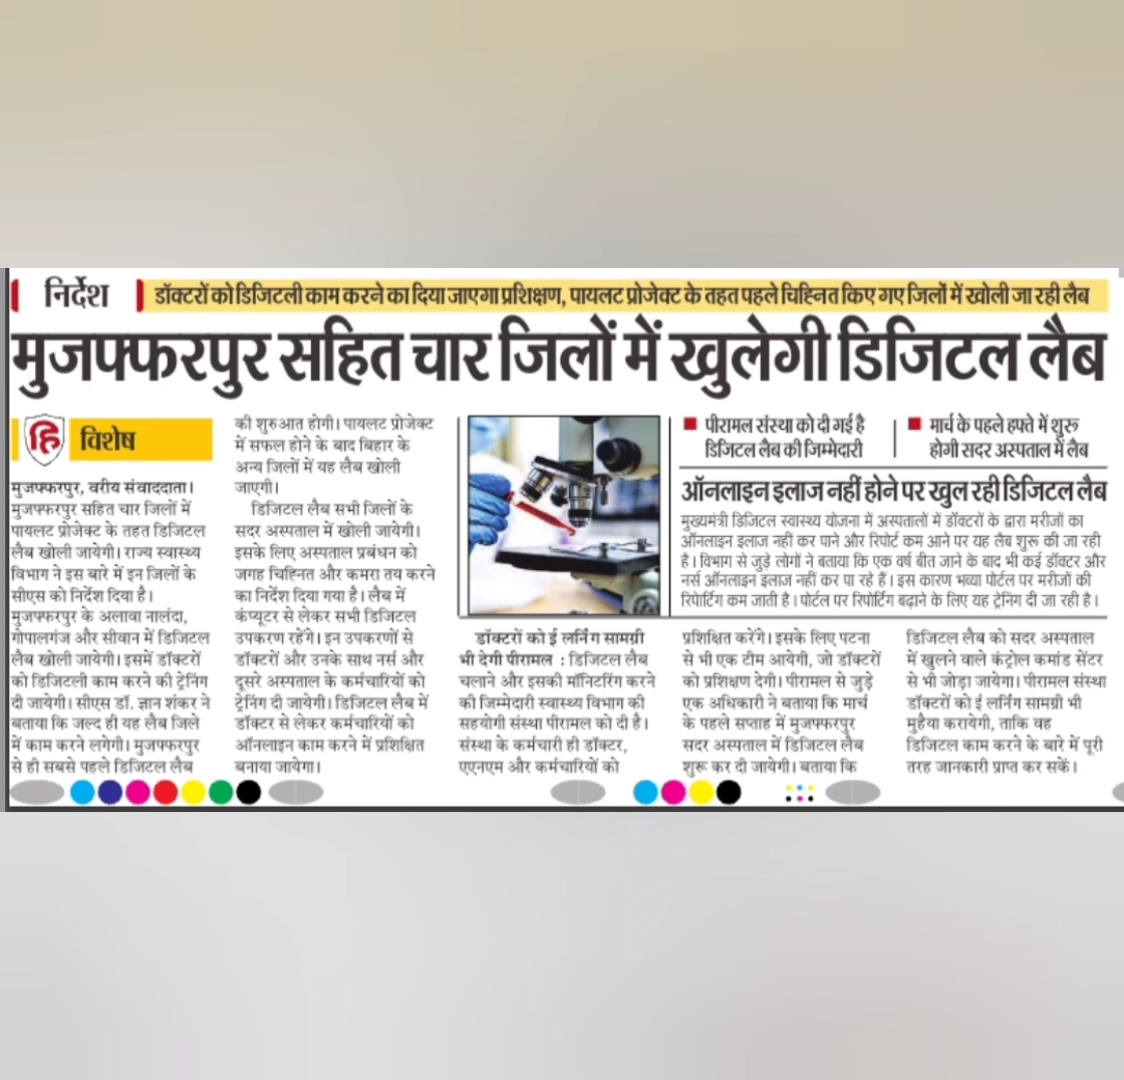 निर्देश
डॉक्टरों को डिजिटली काम करने का दिया जाएगा प्रशिक्षण, पायलट प्रोजेक्ट के तहत पहले चिह्नित किए गए जिलों में खोली जा रही लैब
मुजफ्फरपुर सहित चार जिलों में खुलेगी डिजिटल लैब
हि विशेष
मुजफ्फरपुर, वरीय संवाददाता।
मुजफ्फरपुर सहित चार जिलों में
पायलट प्रोजेक्ट के तहत डिजिटल
लैब खोली जायेगी। राज्य स्वास्थ्य
विभाग ने इस बारे में इन जिलों के
सीएस को निर्देश दिया है।
मुजफ्फरपुर के अलावा नालंदा,
गोपालगंज और सीवान में डिजिटल
लैब खोली जायेगी। इसमें डॉक्टरों
को डिजिटली काम करने की ट्रेनिंग
दी जायेगी। सीएस डॉ. ज्ञान शंकर ने
बताया कि जल्द ही यह लैब जिले
में काम करने लगेगी। मुजफ्फरपुर
से ही सबसे पहले डिजिटल लैब
की शुरुआत होगी। पायलट प्रोजेक्ट
में सफल होने के बाद बिहार के
अन्य जिलों में यह लैब खोली
जाएगी।
डिजिटल लैब सभी जिलों के
सदर अस्पताल में खोली जायेगी।
इसके लिए अस्पताल प्रबंधन को
जगह चिह्नित और कमरा तय करने
का निर्देश दिया गया है। लैब में
कंप्यूटर से लेकर सभी डिजिटल
उपकरण रहेंगे। इन उपकरणों से
डॉक्टरों और उनके साथ नर्स और
दूसरे अस्पताल के कर्मचारियों को
ट्रेनिंग दी जायेगी। डिजिटल लैब में
डॉक्टर से लेकर कर्मचारियों को
ऑनलाइन काम करने में प्रशिक्षित
बनाया जायेगा।
पीरामल संस्था को दी गई है
डिजिटल लैब की जिम्मेदारी
मार्च के पहले हफ्ते में शुरू
होगी सदर अस्पताल में लैब
ऑनलाइन इलाज नहीं होने पर खुल रही डिजिटल लैब
मुख्यमंत्री डिजिटल स्वास्थ्य योजना में अस्पतालों में डॉक्टरों के द्वारा मरीजों का
ऑनलाइन इलाज नहीं कर पाने और रिपोर्ट कम आने पर यह लैब शुरू की जा रही
है। विभाग से जुड़े लोगों ने बताया कि एक वर्ष बीत जाने के बाद भी कई डॉक्टर और
नर्स ऑनलाइन इलाज नहीं कर पा रहे हैं। इस कारण भव्या पोर्टल पर मरीजों की
रिपोर्टिंग कम जाती है। पोर्टल पर रिपोर्टिंग बढ़ाने के लिए यह ट्रेनिंग दी जा रही है।
डॉक्टरों को ई लर्निंग सामग्री
भी देगी पीरामल : डिजिटल लैब
चलाने और इसकी मॉनिटरिंग करने
की जिम्मेदारी स्वास्थ्य विभाग की
सहयोगी संस्था पीरामल को दी है।
संस्था के कर्मचारी ही डॉक्टर,
एएनएम और कर्मचारियों को
प्रशिक्षित करेंगे। इसके लिए पटना
से भी एक टीम आयेगी, जो डॉक्टरों
को प्रशिक्षण देगी। पीरामल से जुड़े
एक अधिकारी ने बताया कि मार्च
के पहले सप्ताह में मुजफ्फरपुर
सदर अस्पताल में डिजिटल लैब
शुरू कर दी जायेगी। बताया कि
डिजिटल लैब को सदर अस्पताल
में खुलने वाले कंट्रोल कमांड सेंटर
से भी जोड़ा जायेगा। पीरामल संस्था
डॉक्टरों को ई लर्निंग सामग्री भी
मुहैया करायेगी, ताकि वह
डिजिटल काम करने के बारे में पूरी
तरह जानकारी प्राप्त कर सकें।